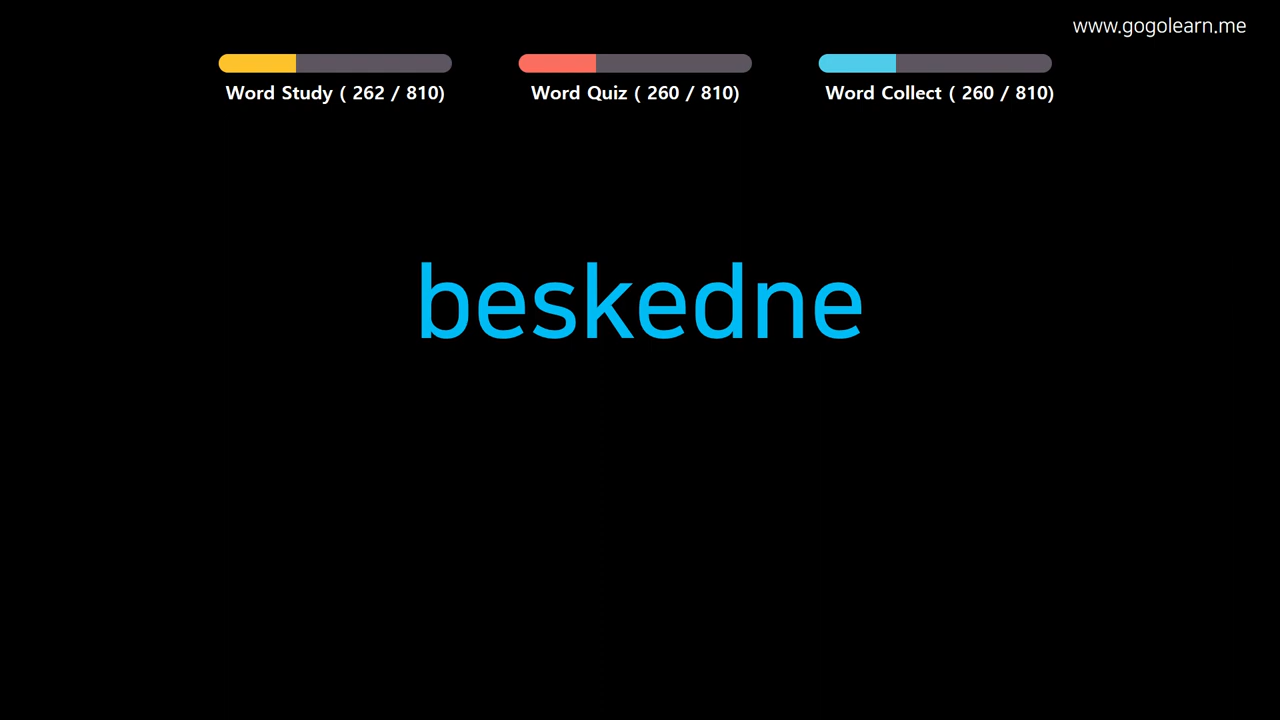 www.gogolearn.me
Word Study ( 262 / 810)
Word Quiz ( 260 / 810)
Word Collect ( 260 / 810)
beskedne